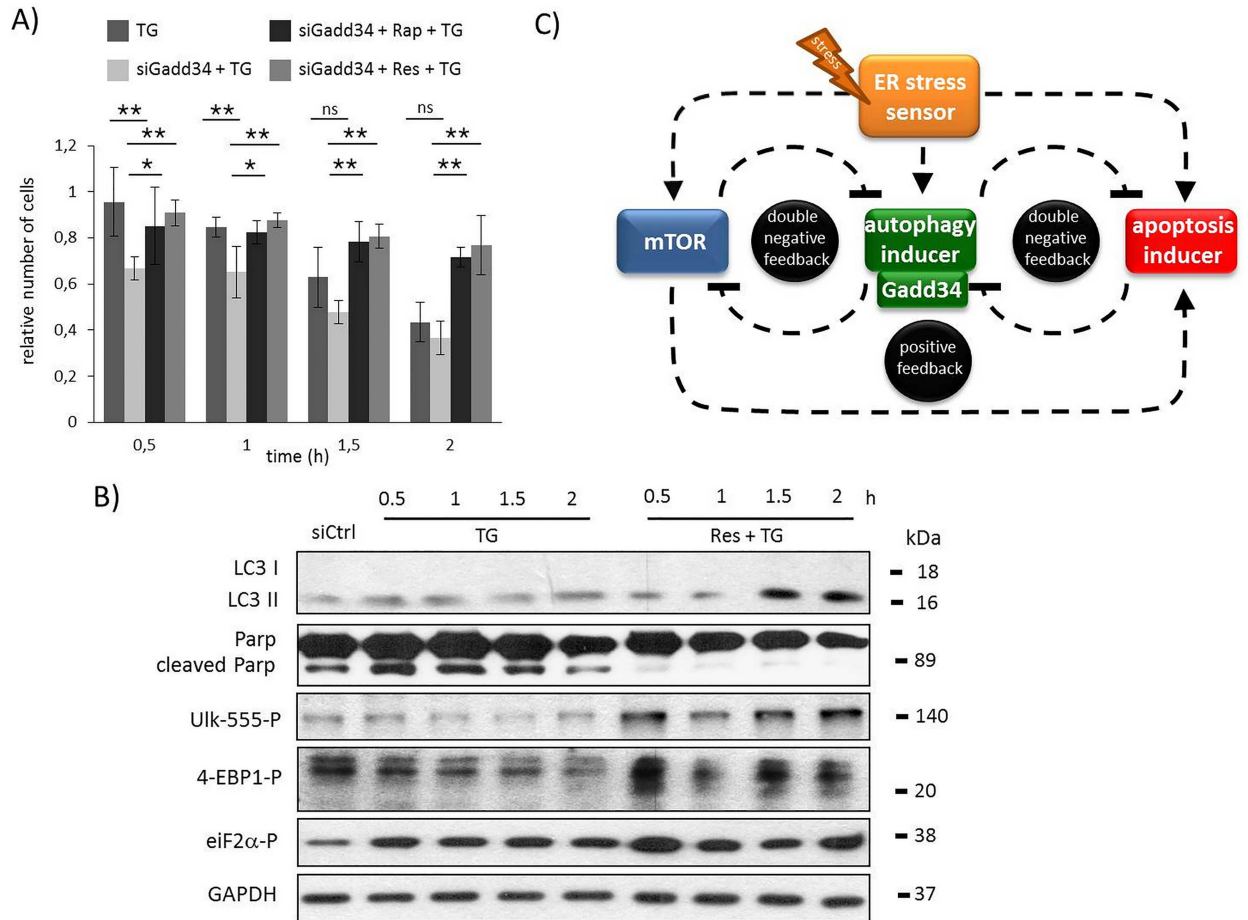 A)
TG
siGadd34 + Rap + TG
siGadd34 + TG
siGadd34 + Res + TG
** ** ns ns
** ** ** **
* * ** **
relative number of cells
1,2
1
0,8
0,6
0,4
0,2
0
0,5 1 1,5 2
time (h)
C)
stress
ER stress
sensor
mTOR
double
negative
feedback
autophagy
inducer
Gadd34
double
negative
feedback
apoptosis
inducer
positive
feedback
B)
0.5 1 1.5 2 0.5 1 1.5 2 h
siCtrl TG Res + TG kDa
LC3 I
18
LC3 II
16
Parp
cleaved Parp
89
Ulk-555-P
140
4-EBP1-P
20
eiF2α-P
38
GAPDH
37